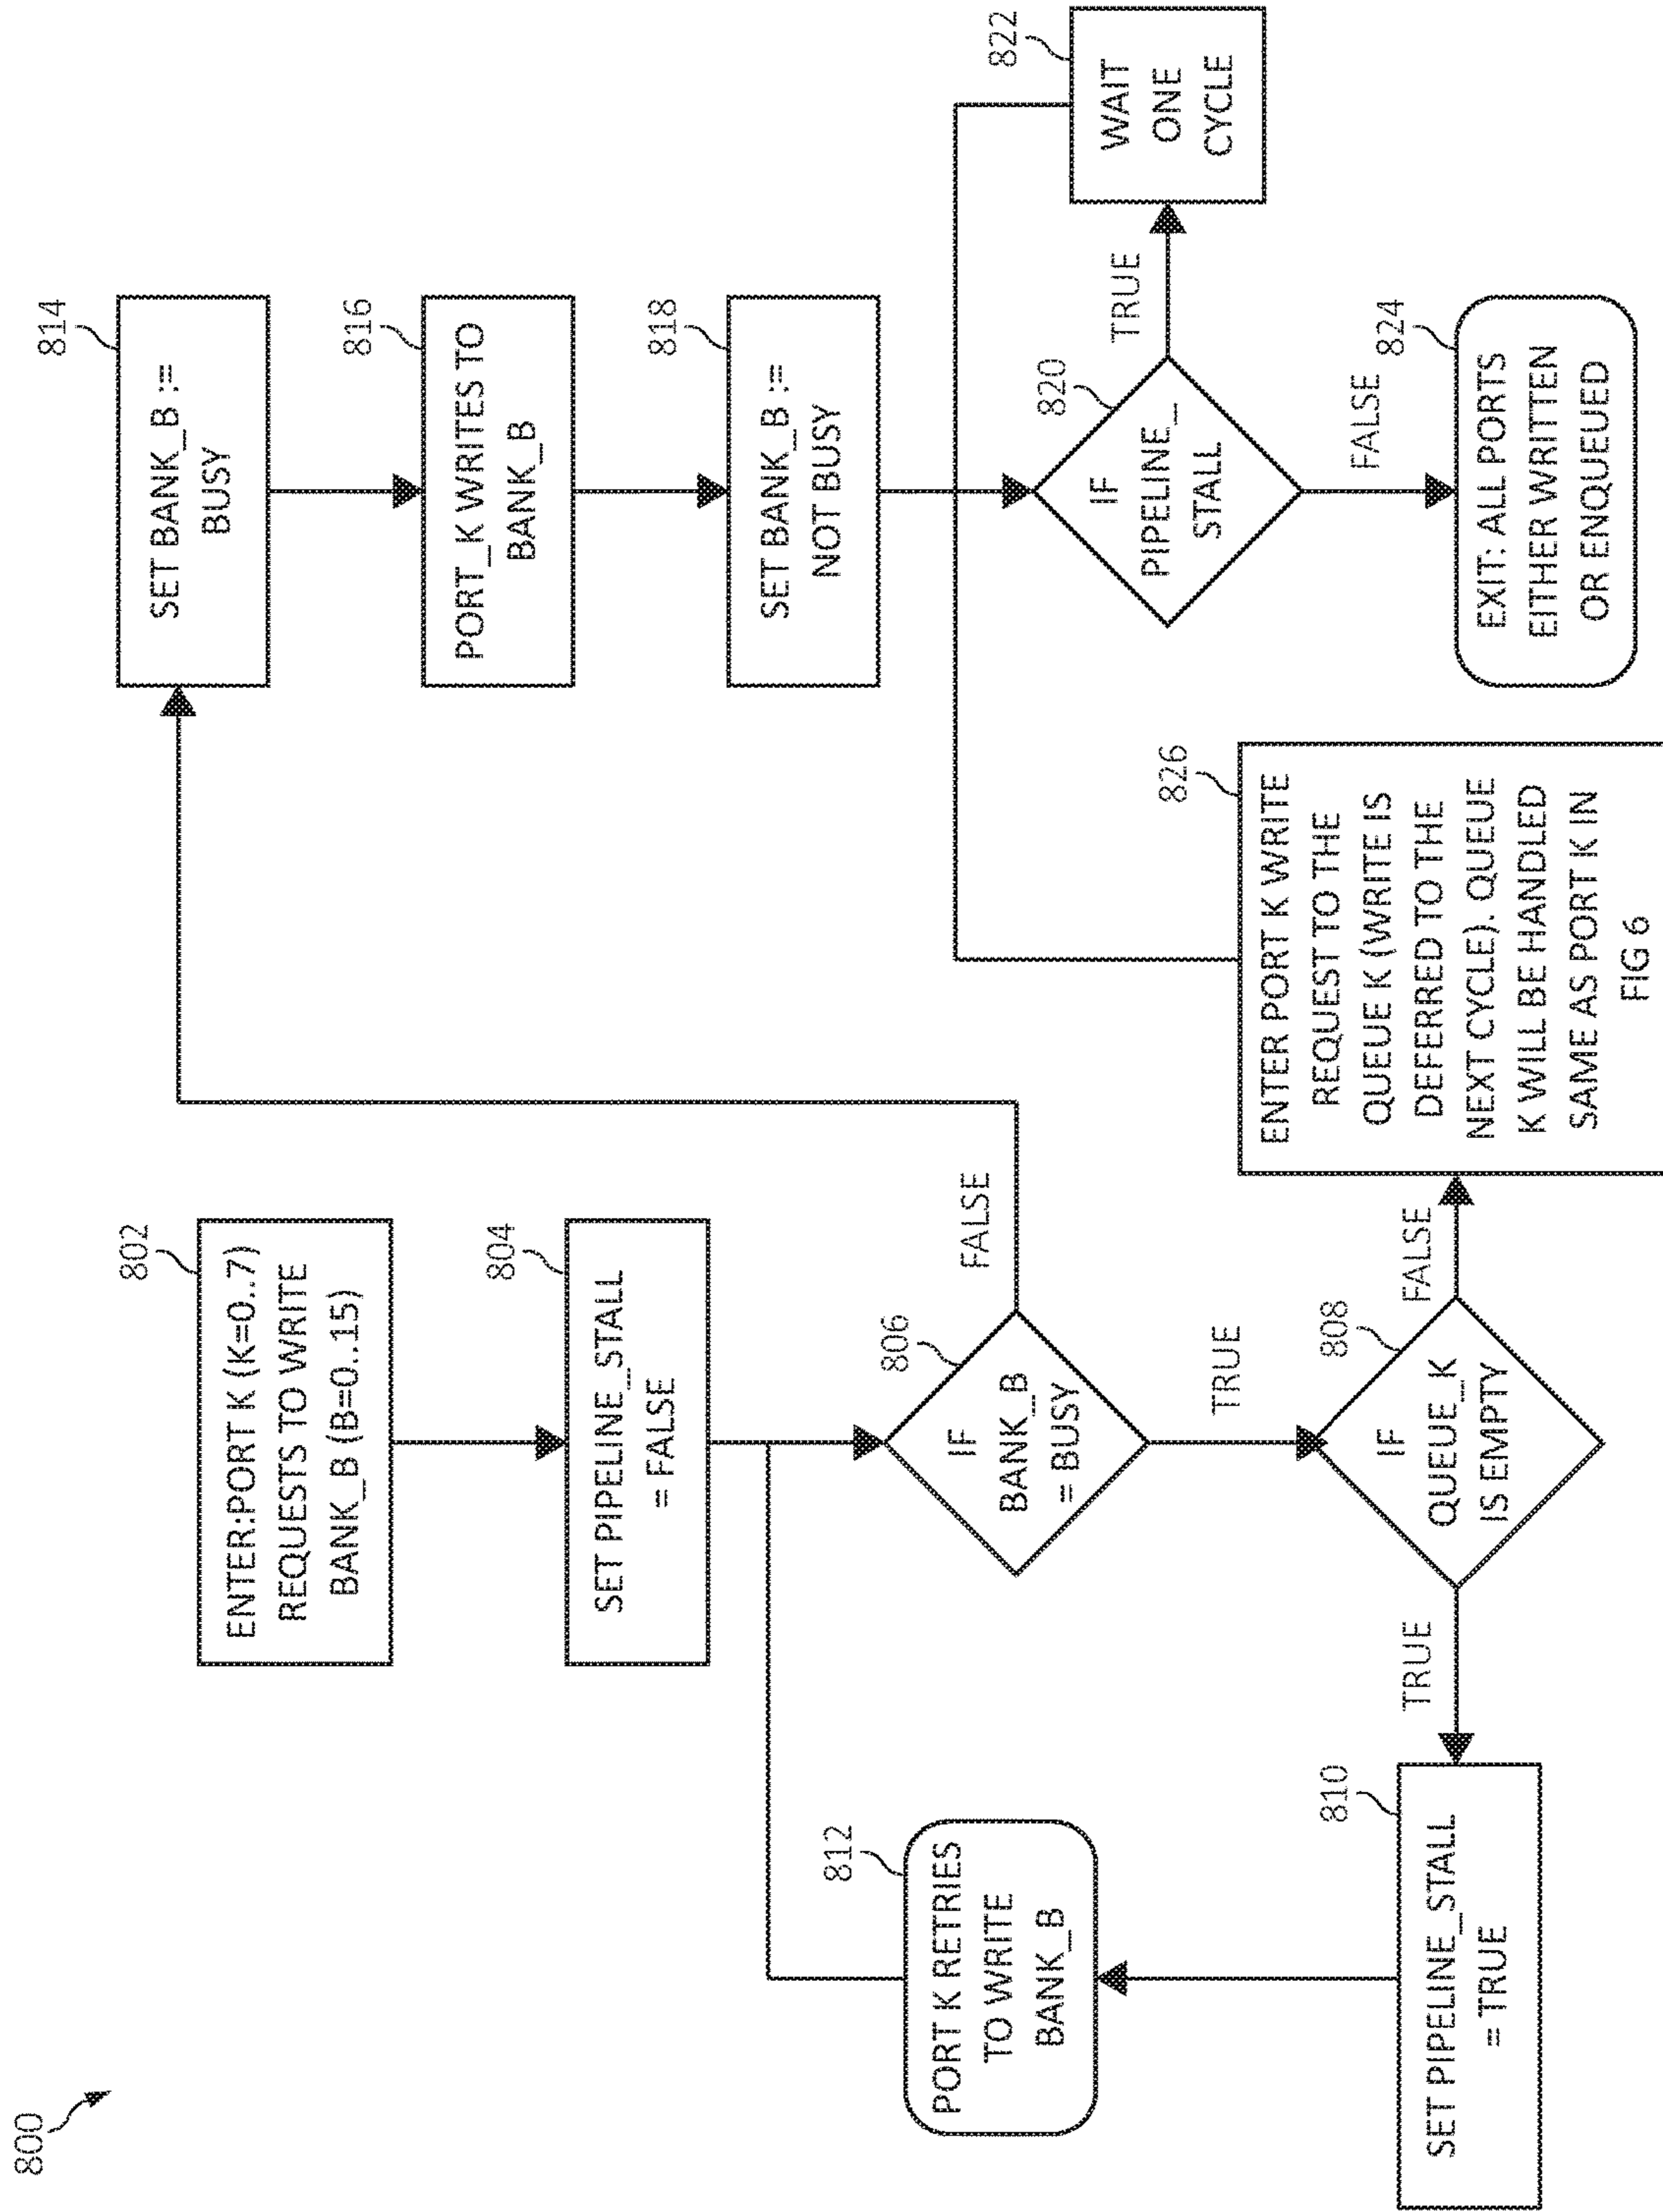 800
802
ENTER:PORT K (K=0..7)
REQUESTS TO WRITE
BANK_B (B=0..15)
804
SET PIPELINE_STALL
= FALSE
806
IF
BANK_B
= BUSY
FALSE
TRUE
808
IF
QUEUE_K
IS EMPTY
TRUE
FALSE
810
SET PIPELINE_STALL
= TRUE
812
PORT K RETRIES
TO WRITE
BANK_B
814
SET BANK_B :=
BUSY
816
PORT_K WRITES TO
BANK_B
818
SET BANK_B :=
NOT BUSY
820
IF
PIPELINE_
STALL
TRUE
822
WAIT
ONE
CYCLE
FALSE
824
EXIT: ALL PORTS
EITHER WRITTEN
OR ENQUEUED
826
ENTER PORT K WRITE
REQUEST TO THE
QUEUE K (WRITE IS
DEFERRED TO THE
NEXT CYCLE). QUEUE
K WILL BE HANDLED
SAME AS PORT K IN
FIG 6